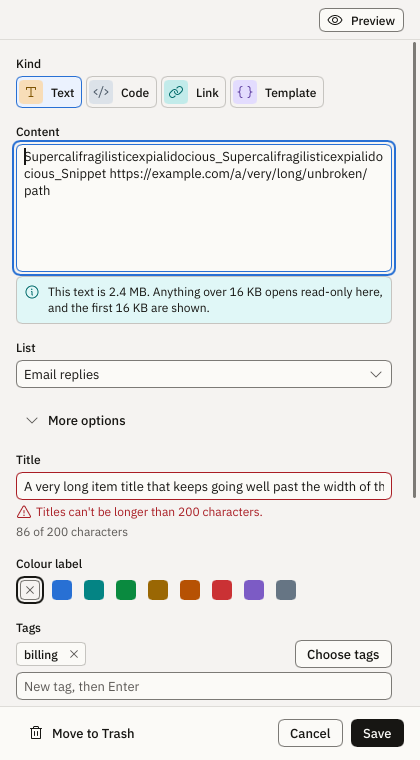 Preview
Kind
Text
Code
Link
Template
Content
Supercalifragilisticexpialidocious_Supercalifragilisticexpialido
cious_Snippet https://example.com/a/very/long/unbroken/
path
This text is 2.4 MB. Anything over 16 KB opens read-only here,
and the first 16 KB are shown.
List
Email replies
More options
Title
A very long item title that keeps going well past the width of th
Titles can't be longer than 200 characters.
86 of 200 characters
Colour label
Tags
billing
Choose tags
New tag, then Enter
Move to Trash
Cancel
Save